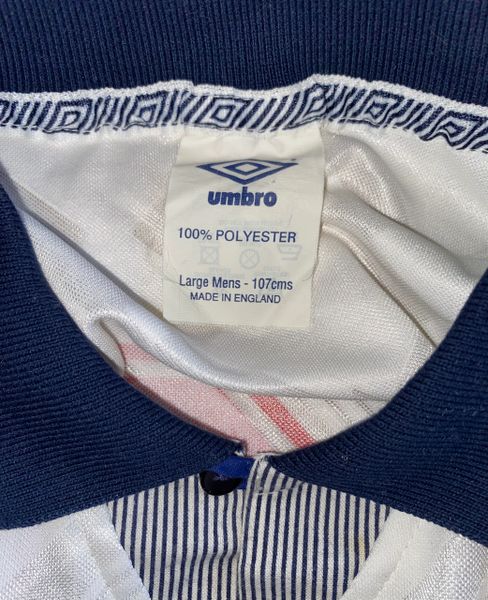 umbro
100% POLYESTER
Large Mens - 107cms
MADE IN ENGLAND